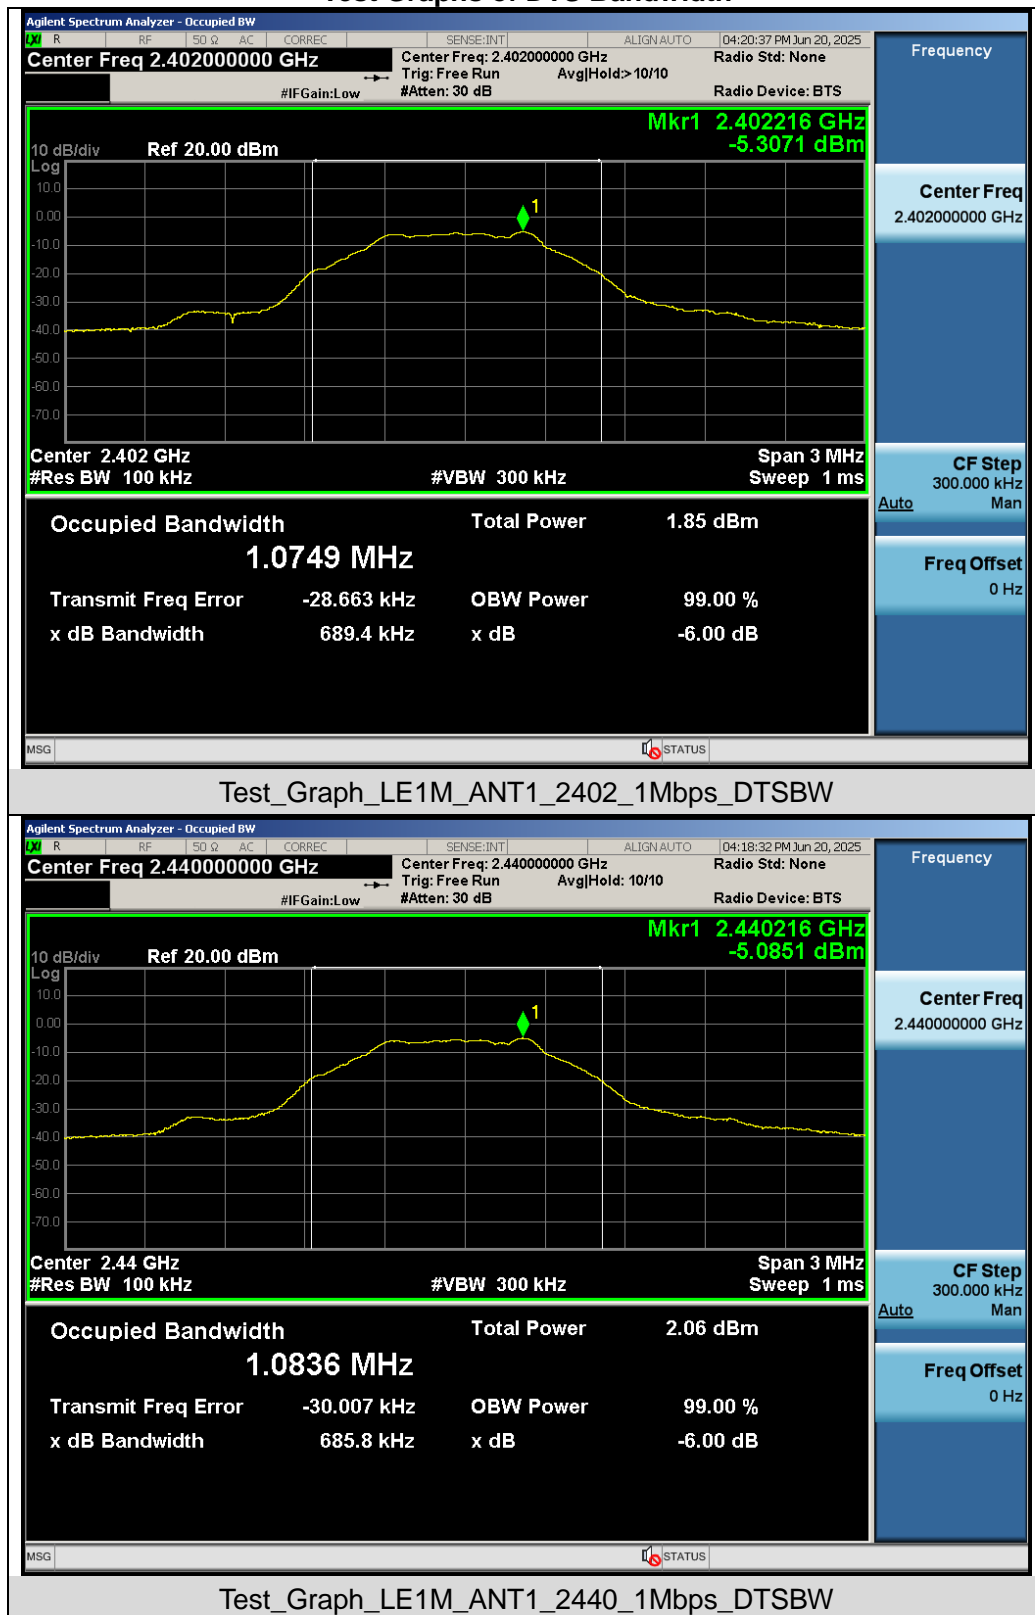 Test Graphs of DTS Bandwidth
Agilent Spectrum Analyzer - Occupied BW
LXI R RF 50 Ω AC CORREC SENSE:INT ALIGN AUTO 04:20:37 PM Jun 20, 2025
Center Freq 2.402000000 GHz Center Freq: 2.402000000 GHz Radio Std: None
Trig: Free Run Avg|Hold:> 10/10
#IFGain:Low #Atten: 30 dB Radio Device: BTS
Frequency
Mkr1 2.402216 GHz
-5.3071 dBm
10 dB/div Ref 20.00 dBm
Log
10.0
0.00
-10.0
-20.0
-30.0
-40.0
-50.0
-60.0
-70.0
1
Center 2.402 GHz Span 3 MHz
#Res BW 100 kHz #VBW 300 kHz Sweep 1 ms
Center Freq
2.402000000 GHz
CF Step
300.000 kHz
Auto Man
Freq Offset
0 Hz
Occupied Bandwidth Total Power 1.85 dBm
1.0749 MHz
Transmit Freq Error -28.663 kHz OBW Power 99.00 %
x dB Bandwidth 689.4 kHz x dB -6.00 dB
MSG STATUS
Test_Graph_LE1M_ANT1_2402_1Mbps_DTSBW
Agilent Spectrum Analyzer - Occupied BW
LXI R RF 50 Ω AC CORREC SENSE:INT ALIGN AUTO 04:18:32 PM Jun 20, 2025
Center Freq 2.440000000 GHz Center Freq: 2.440000000 GHz Radio Std: None
Trig: Free Run Avg|Hold: 10/10
#IFGain:Low #Atten: 30 dB Radio Device: BTS
Frequency
Mkr1 2.440216 GHz
-5.0851 dBm
10 dB/div Ref 20.00 dBm
Log
10.0
0.00
-10.0
-20.0
-30.0
-40.0
-50.0
-60.0
-70.0
1
Center 2.44 GHz Span 3 MHz
#Res BW 100 kHz #VBW 300 kHz Sweep 1 ms
Center Freq
2.440000000 GHz
CF Step
300.000 kHz
Auto Man
Freq Offset
0 Hz
Occupied Bandwidth Total Power 2.06 dBm
1.0836 MHz
Transmit Freq Error -30.007 kHz OBW Power 99.00 %
x dB Bandwidth 685.8 kHz x dB -6.00 dB
MSG STATUS
Test_Graph_LE1M_ANT1_2440_1Mbps_DTSBW